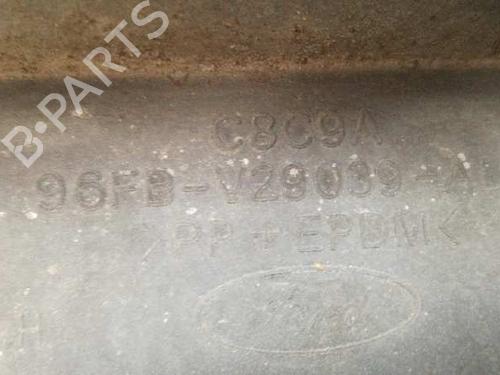 B-PARTS
C8C9A
96FB-V29039-A
>PP+EPDM<
Ford
H